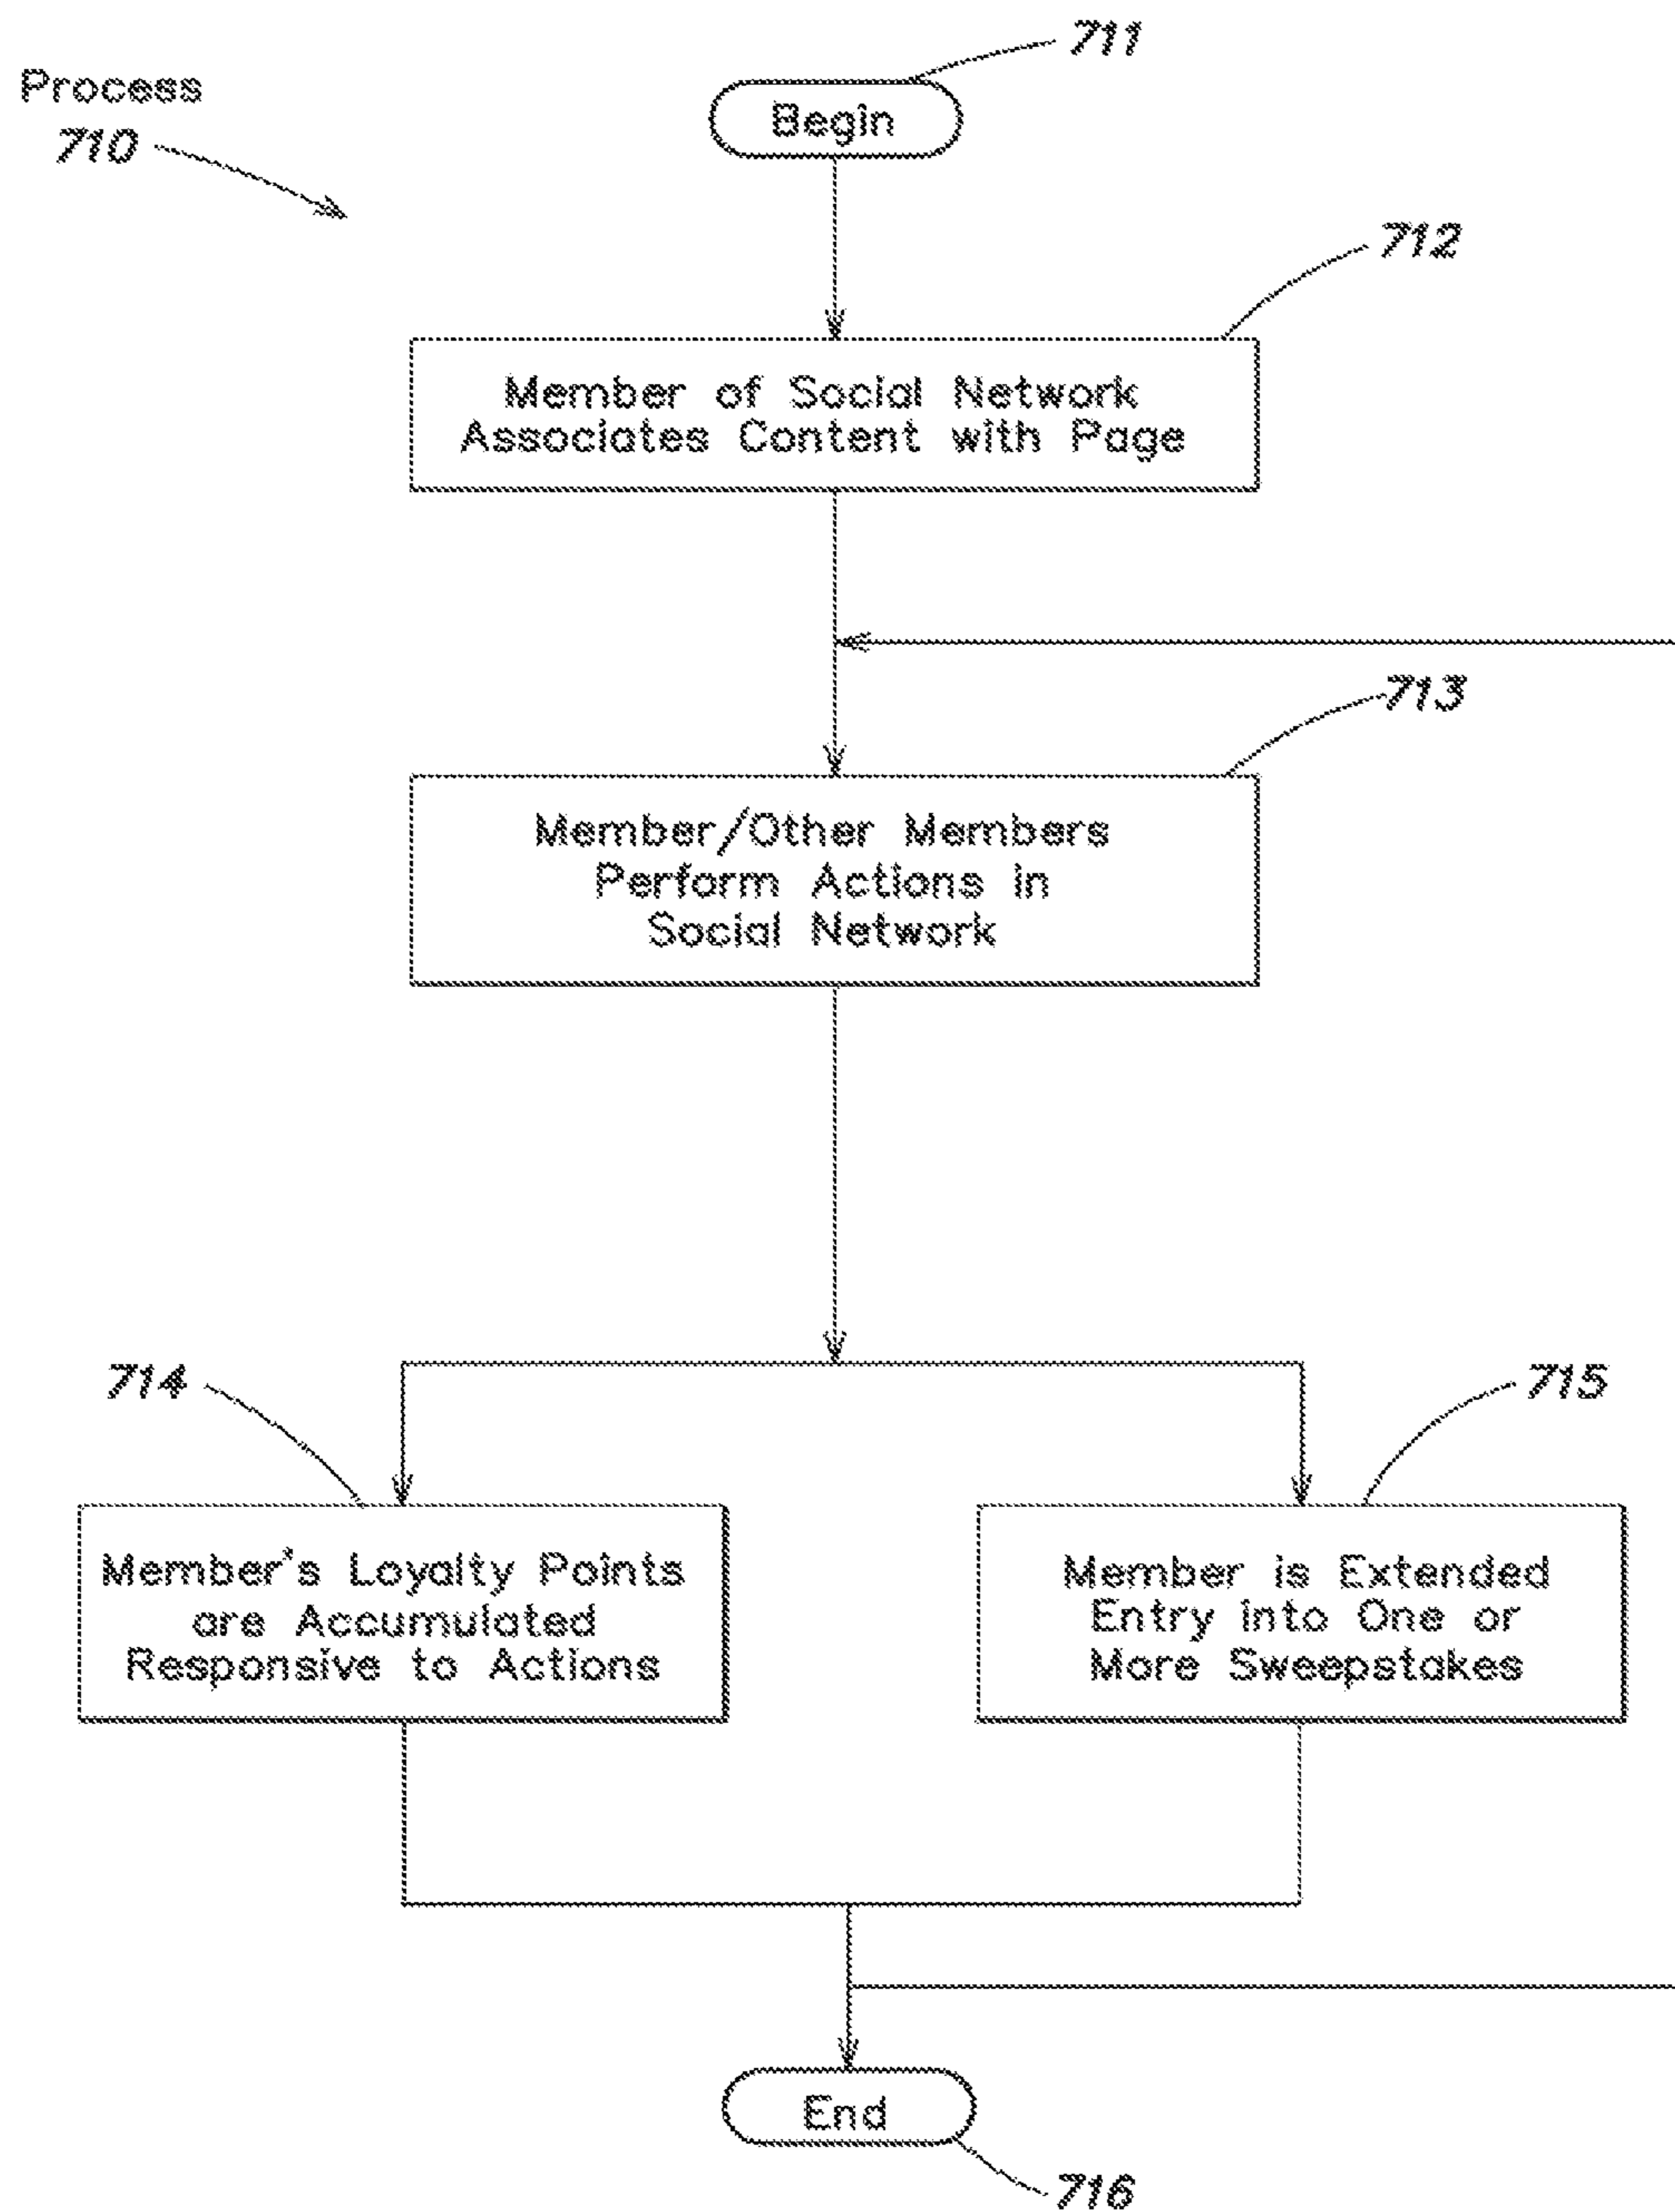 711
Process
710
Begin
712
Member of Social Network
Associates Content with Page
713
Member/Other Members
Perform Actions in
Social Network
714
715
Member's Loyalty Points
are Accumulated
Responsive to Actions
Member is Extended
Entry into One or
More Sweepstakes
End
716